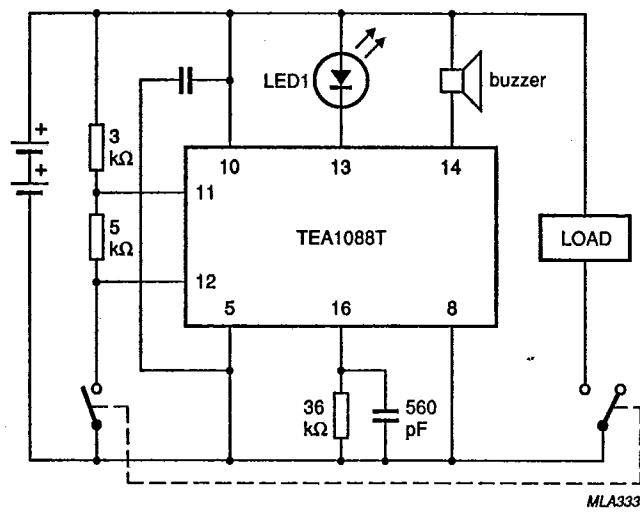 LED1
buzzer
+
+
3
kΩ
10
13
14
11
5
kΩ
TEA1088T
LOAD
12
5
16
8
36
kΩ
560
pF
MLA333